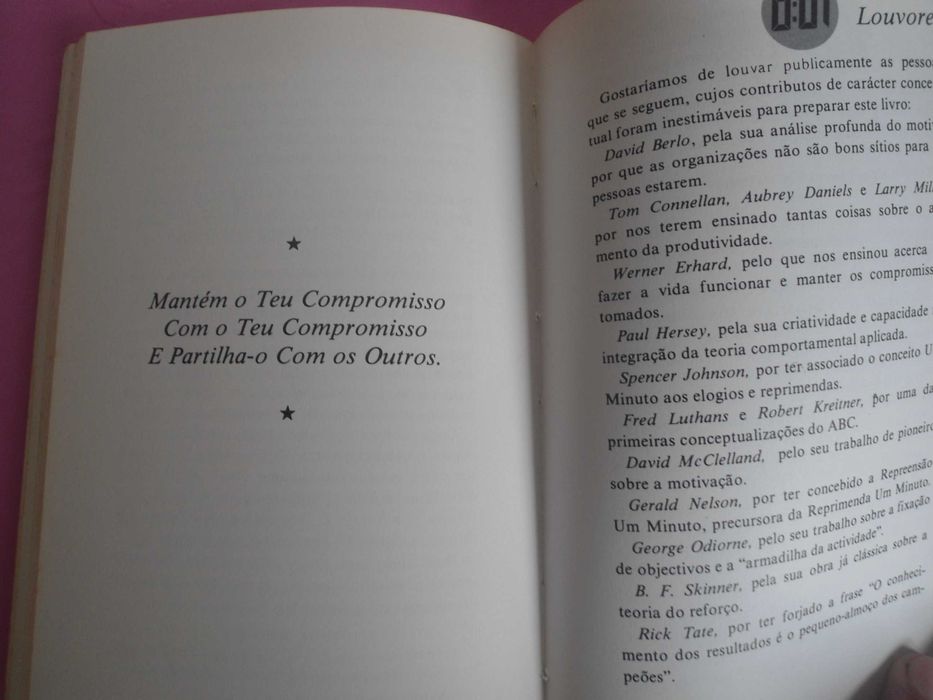 ★
Mantém o Teu Compromisso
Com o Teu Compromisso
E Partilha-o Com os Outros.
★
0:01
Gostaríamos de louvar publicamente as
que se seguem, cujos contributos de carácter
tual foram inestimáveis para preparar este livro:
David Berlo, pela sua análise profunda do
por que as organizações não são bons sítios para
pessoas estarem.
Tom Connellan, Aubrey Daniels e Larry
por nos terem ensinado tantas coisas sobre o
mento da produtividade.
Werner Erhard, pelo que nos ensinou acerca
fazer a vida funcionar e manter os
tomados.
Paul Hersey, pela sua criatividade e capacidade
integração da teoria comportamental aplicada.
Spencer Johnson, por ter associado o conceito
Minuto aos elogios e reprimendas.
Fred Luthans e Robert Kreitner, por uma
primeiras conceptualizações do ABC.
David McClelland, pelo seu trabalho de
sobre a motivação.
Gerald Nelson, por ter concebido a Repreensão
Um Minuto, precursora da Reprimenda Um Minuto.
George Odiorne, pelo seu trabalho sobre a fixação
de objectivos e a “armadilha da actividade”.
B. F. Skinner, pela sua obra já clássica sobre a
teoria do reforço.
Rick Tate, por ter forjado a frase “O conheci-
mento dos resultados é o pequeno-almoço dos cam-
peões”.